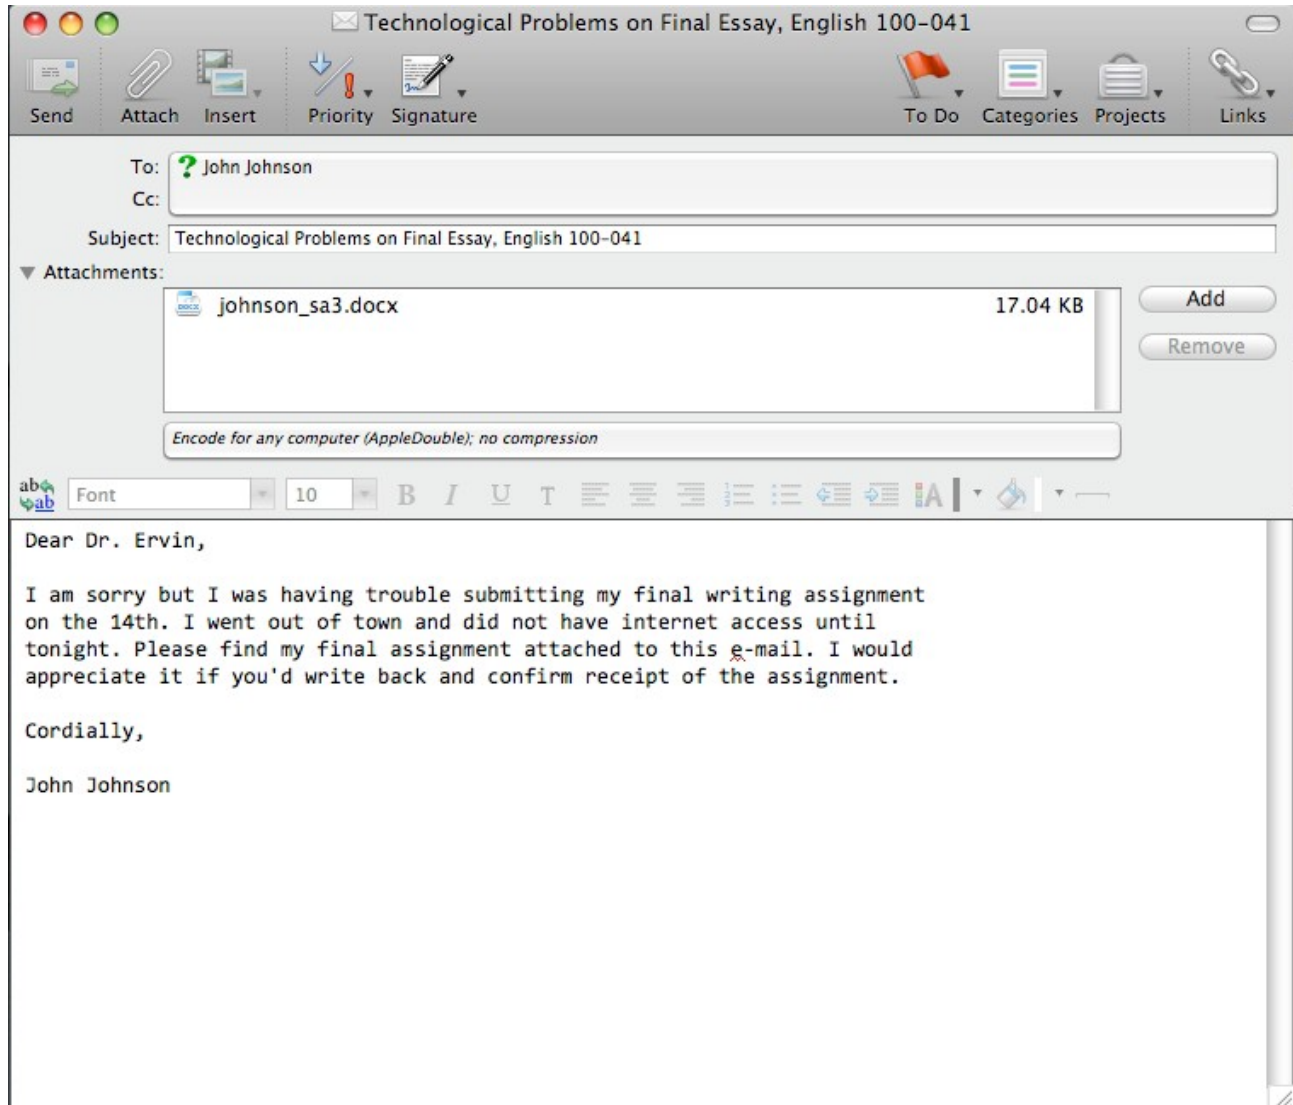 Technological Problems on Final Essay, English 100-041
Send Attach Insert Priority Signature To Do Categories Projects Links
To: ? John Johnson
Cc:
Subject: Technological Problems on Final Essay, English 100-041
Attachments:
johnson_sa3.docx 17.04 KB Add
Remove
Encode for any computer (AppleDouble); no compression
ab ab Font 10 B I U T A
Dear Dr. Ervin,
I am sorry but I was having trouble submitting my final writing assignment
on the 14th. I went out of town and did not have internet access until
tonight. Please find my final assignment attached to this e-mail. I would
appreciate it if you'd write back and confirm receipt of the assignment.
Cordially,
John Johnson